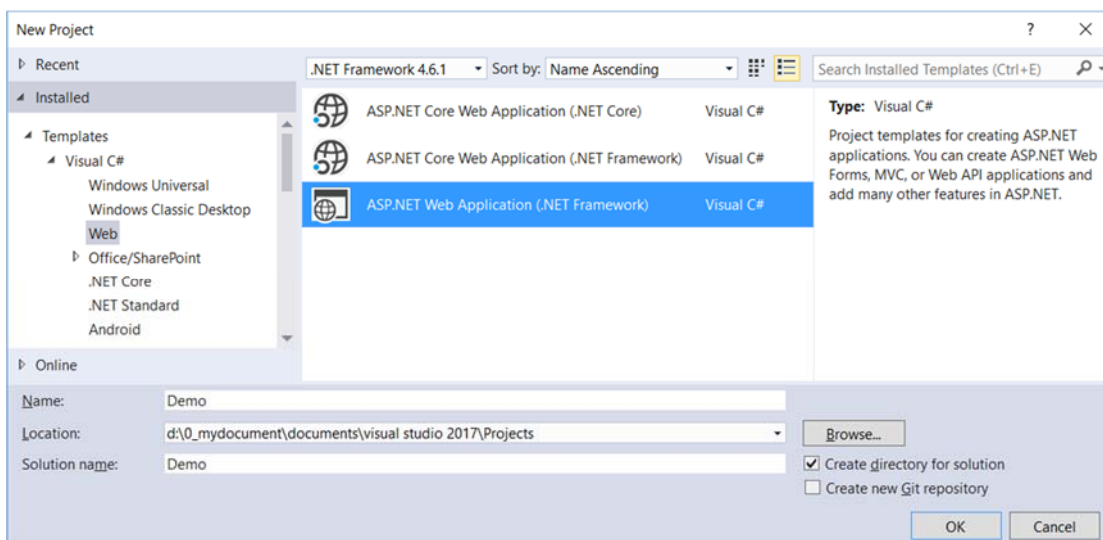 New Project
?
Recent
.NET Framework 4.6.1
Sort by: Name Ascending
Search Installed Templates (Ctrl+E)
Installed
Templates
Visual C#
Windows Universal
Windows Classic Desktop
Web
Office/SharePoint
.NET Core
.NET Standard
Android
Online
ASP.NET Core Web Application (.NET Core) Visual C#
ASP.NET Core Web Application (.NET Framework) Visual C#
ASP.NET Web Application (.NET Framework) Visual C#
Type: Visual C#
Project templates for creating ASP.NET
applications. You can create ASP.NET Web
Forms, MVC, or Web API applications and
add many other features in ASP.NET.
Name: Demo
Location: d:\0_mydocument\documents\visual studio 2017\Projects
Browse...
Solution name: Demo
Create directory for solution
Create new Git repository
OK
Cancel